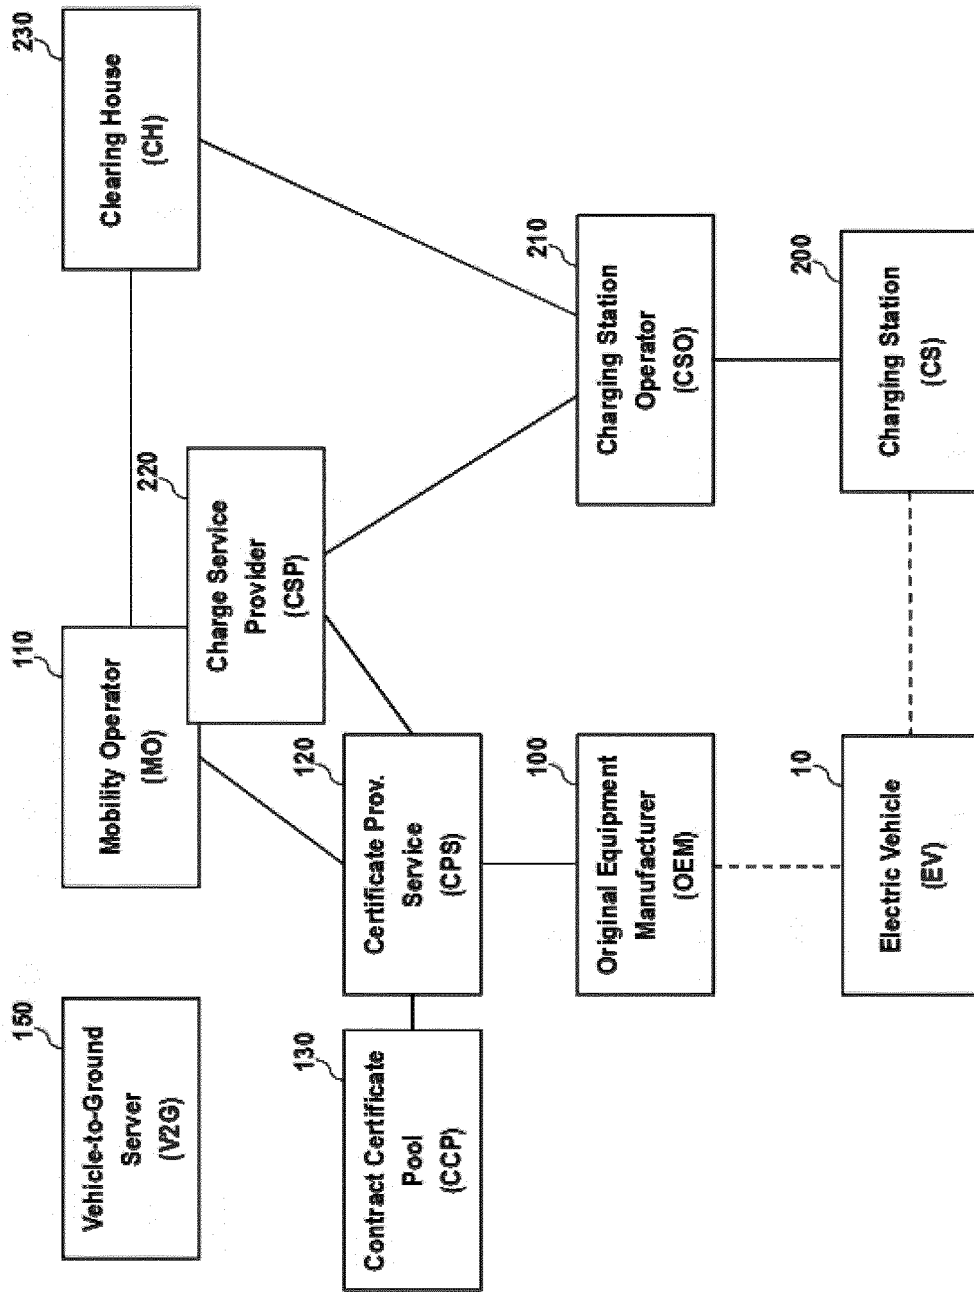 150
Vehicle-to-Ground
Server
(V2G)
110
Mobility Operator
(MO)
230
Clearing House
(CH)
220
Charge Service
Provider
(CSP)
130
Contract Certificate
Pool
(CCP)
120
Certificate Prov.
Service
(CPS)
100
Original Equipment
Manufacturer
(OEM)
210
Charging Station
Operator
(CSO)
10
Electric Vehicle
(EV)
200
Charging Station
(CS)